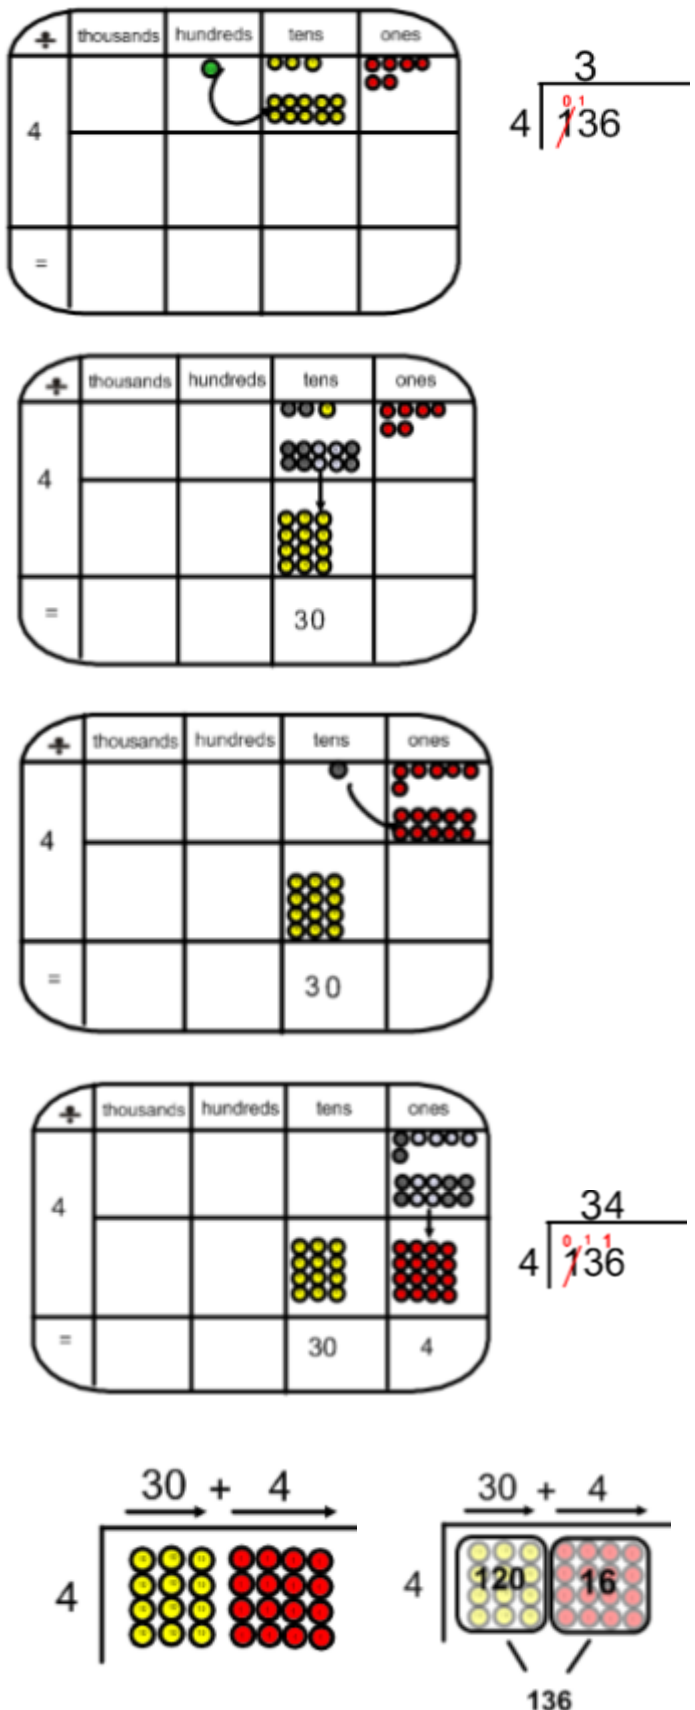 ÷ thousands hundreds tens ones
4
=
3
0 1
4 136
÷ thousands hundreds tens ones
4
= 30
÷ thousands hundreds tens ones
4
= 30
÷ thousands hundreds tens ones
4
= 30 4
34
0 1 1
4 136
30 + 4
4
30 + 4
4 120 16
136